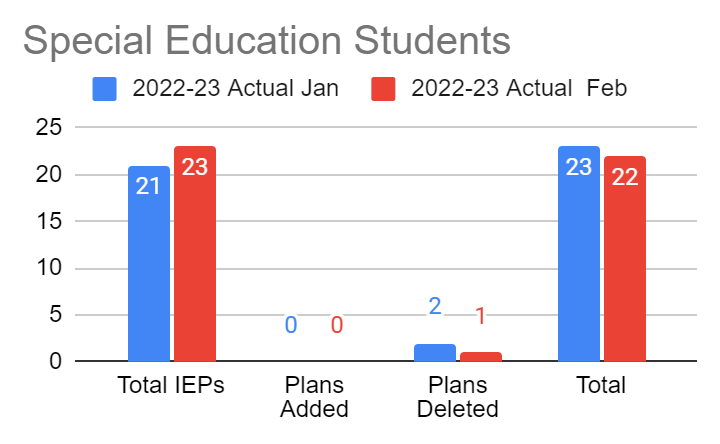 Special Education Students
2022-23 Actual Jan
2022-23 Actual  Feb
25
20
15
10
5
0
21
23
0
0
2
1
23
22
Total IEPs
Plans
Added
Plans
Deleted
Total